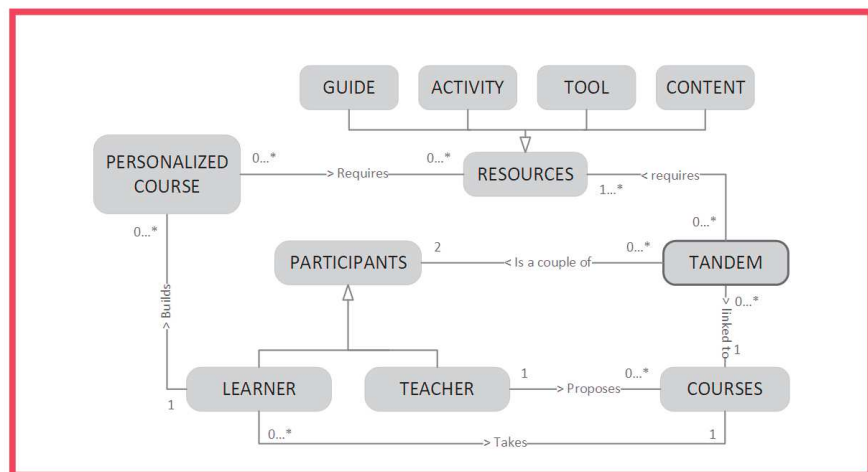 GUIDE
ACTIVITY
TOOL
CONTENT
PERSONALIZED
COURSE
0...*
> Requires
0...*
RESOURCES
1...*
< requires
0...*
0...*
PARTICIPANTS
2
< Is a couple of
0...*
TANDEM
> Builds
0...*
> linked to
1
1
LEARNER
TEACHER
1
> Proposes
0...*
COURSES
0...*
> Takes
1